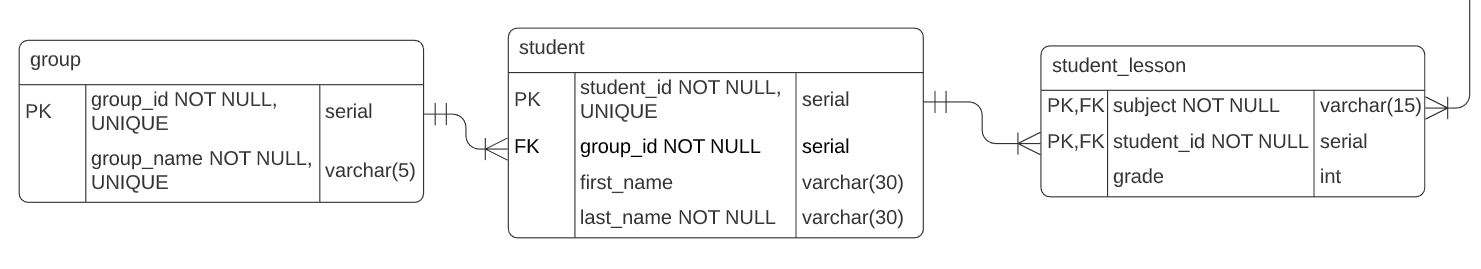 group
PK
group_id NOT NULL,
UNIQUE
serial
group_name NOT NULL,
UNIQUE
varchar(5)
student
PK
student_id NOT NULL,
UNIQUE
serial
FK
group_id NOT NULL
serial
first_name
varchar(30)
last_name NOT NULL
varchar(30)
student_lesson
PK,FK
subject NOT NULL
varchar(15)
PK,FK
student_id NOT NULL
serial
grade
int